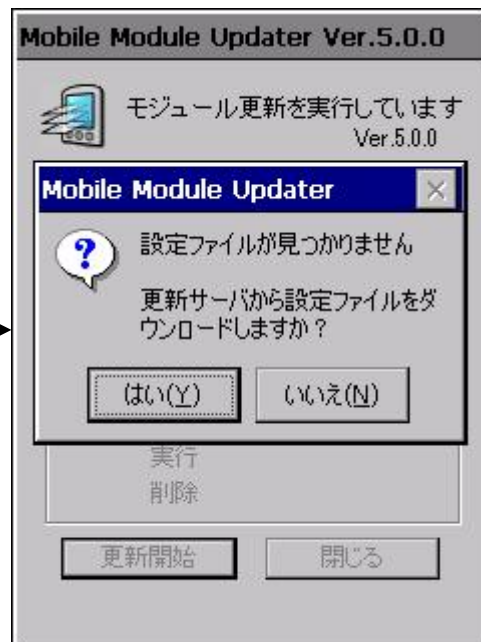 Mobile Module Updater Ver.5.0.0
モジュール更新を実行しています
Ver.5.0.0
Mobile Module Updater
?
設定ファイルが見つかりません
更新サーバから設定ファイルをダ
ウンロードしますか？
はい(Y) いいえ(N)
実行
削除
更新開始 閉じる